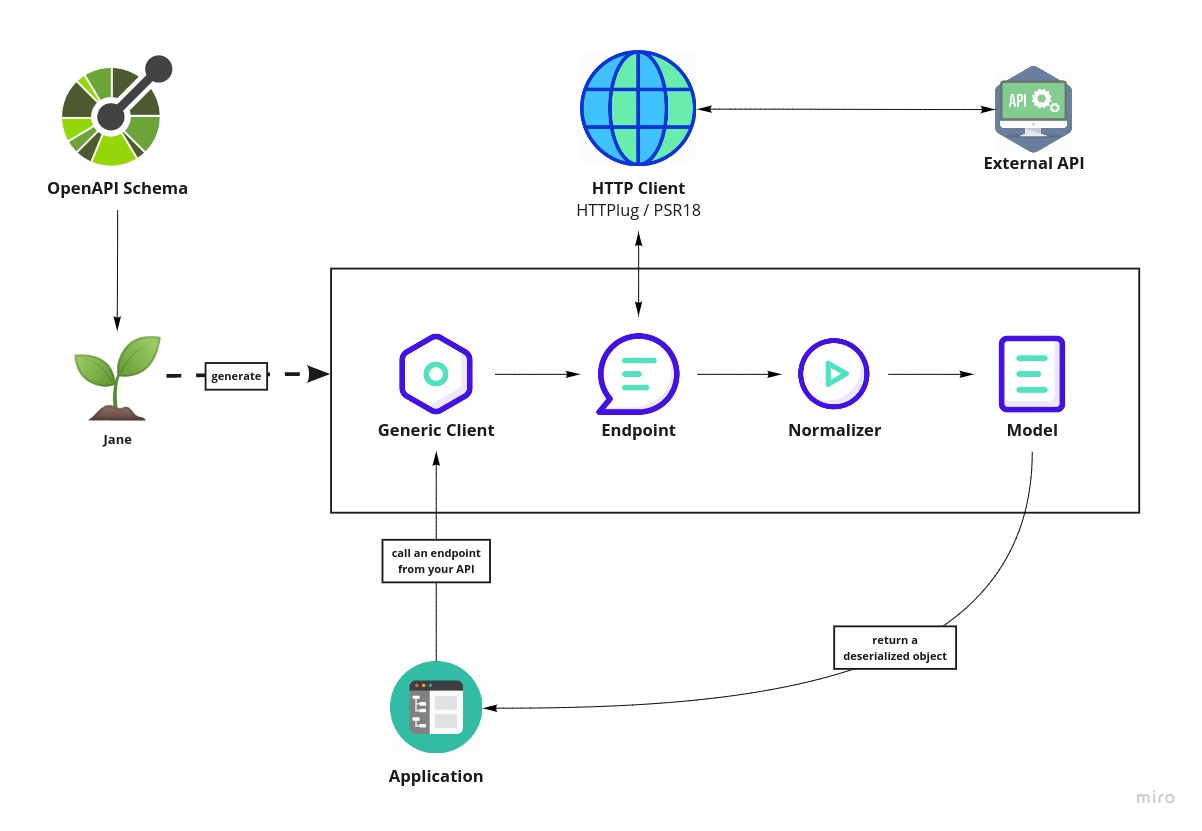 API
OpenAPI Schema
HTTP Client
HTTPlug / PSR18
External API
generate
Jane
Generic Client
Endpoint
Normalizer
Model
call an endpoint
from your API
return a
deserialized object
Application
miro